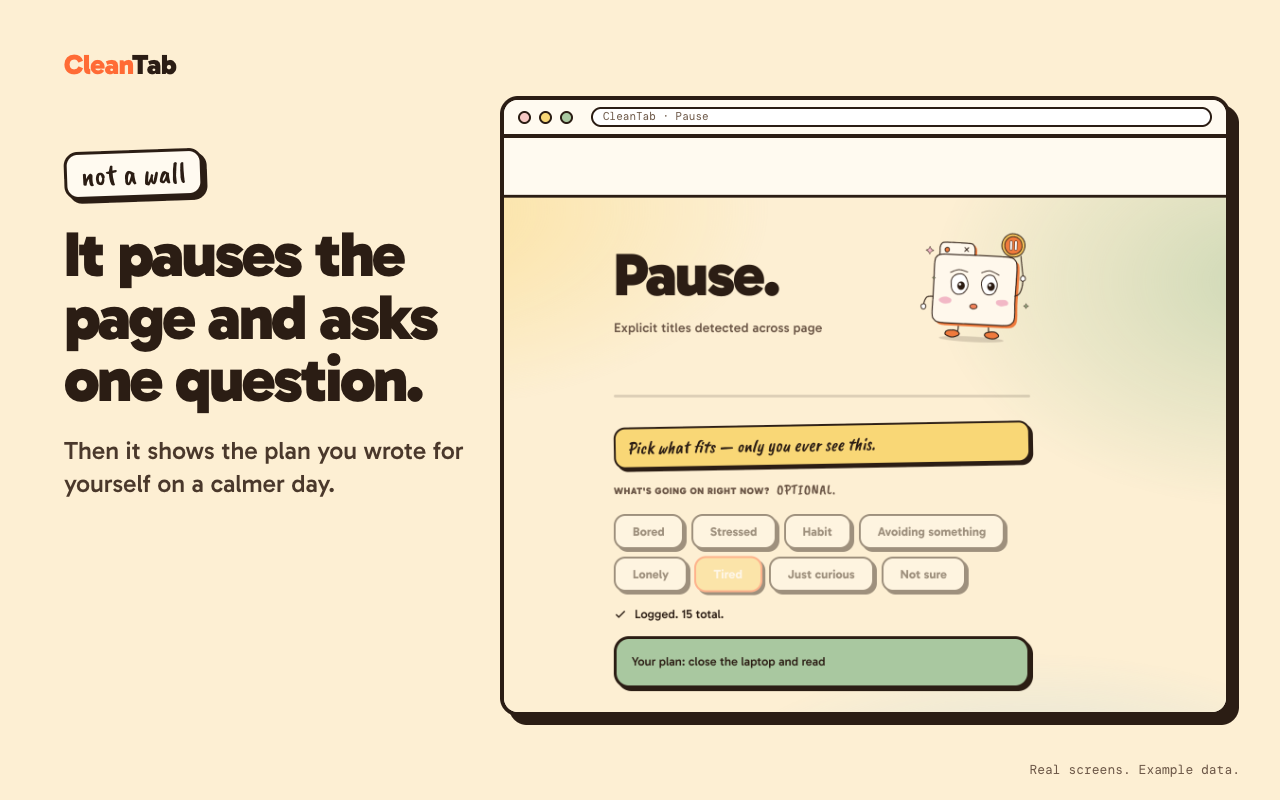 CleanTab
not a wall
It pauses the
page and asks
one question.
Then it shows the plan you wrote for
yourself on a calmer day.
CleanTab · Pause
Pause.
Explicit titles detected across page
Pick what fits — only you ever see this.
WHAT'S GOING ON RIGHT NOW? OPTIONAL.
Bored Stressed Habit Avoiding something
Lonely Tired Just curious Not sure
Logged. 15 total.
Your plan: close the laptop and read
Real screens. Example data.